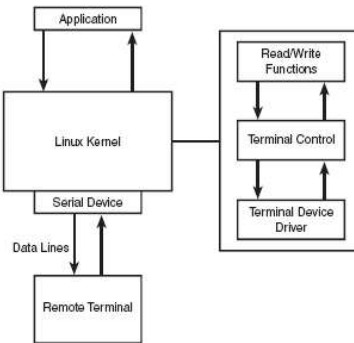 Application
Read/Write
Functions
Linux Kernel
Terminal Control
Serial Device
Terminal Device
Driver
Data Lines
Remote Terminal